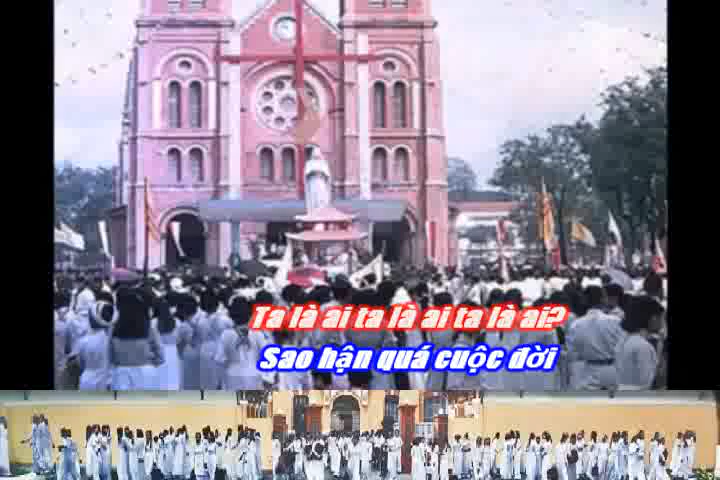 Ta là ai ta là ai ta là ai?
Sao hận quá cuộc đời